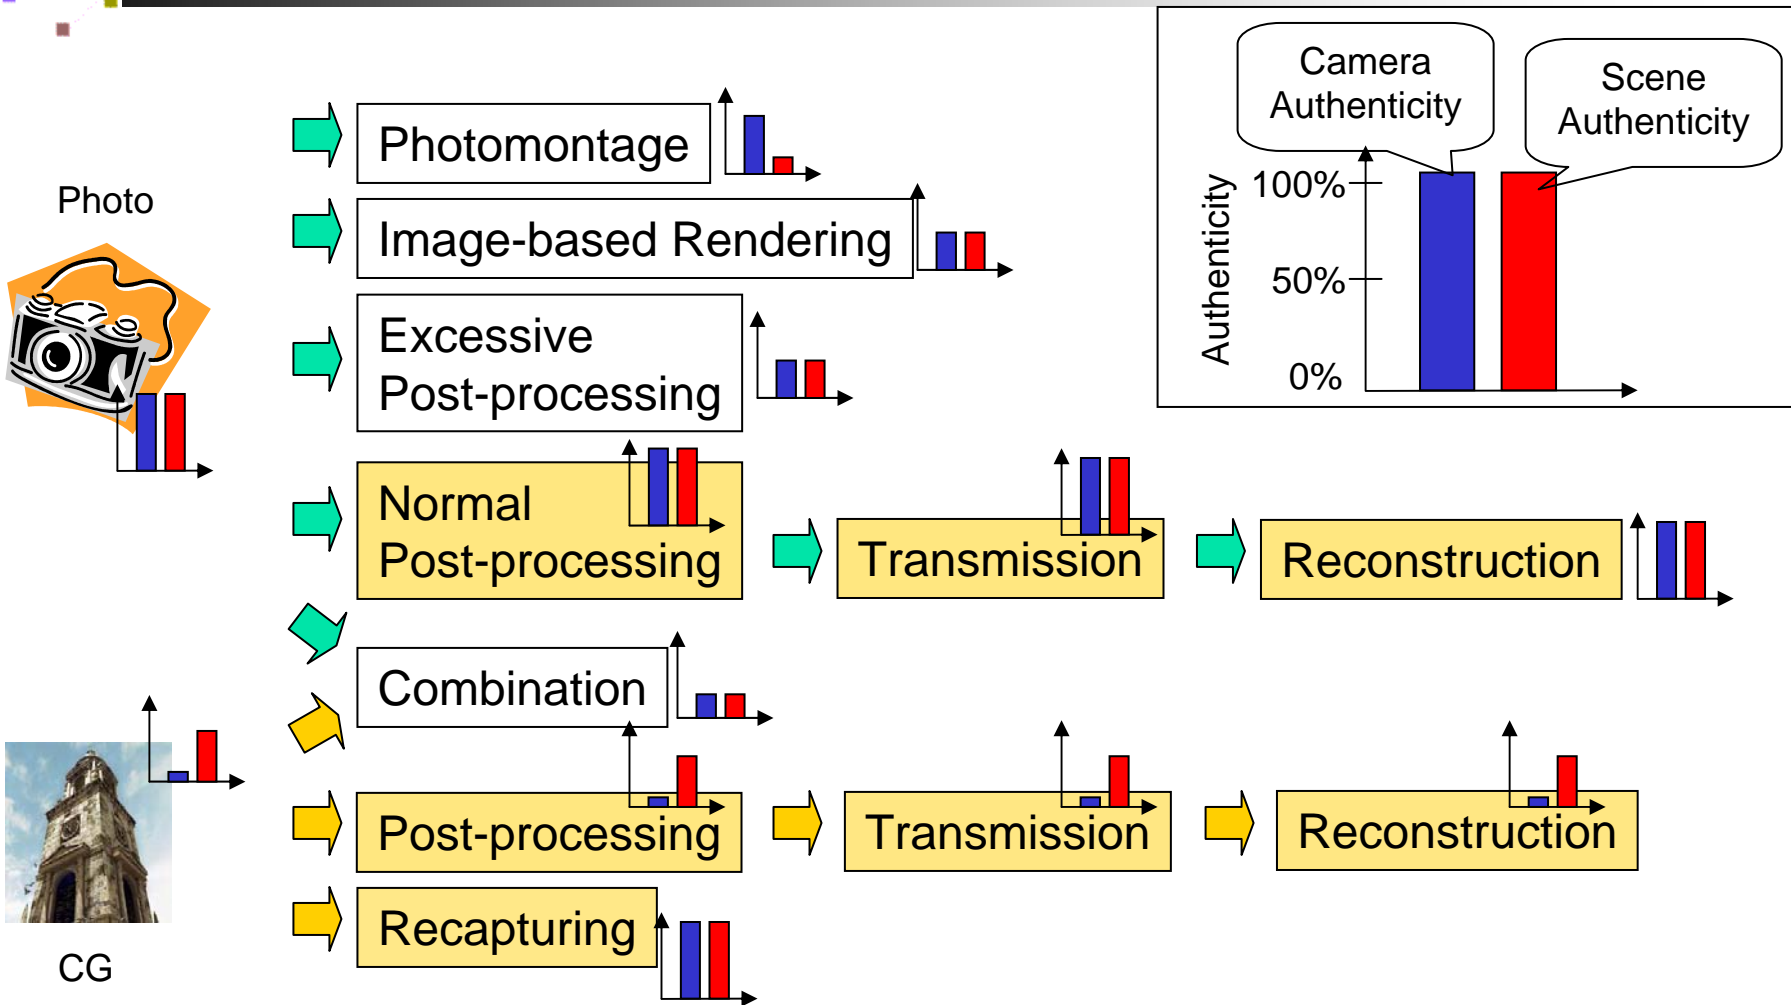 Camera
Authenticity
Scene
Authenticity
Authenticity
100%
50%
0%
Photo
Photomontage
Image-based Rendering
Excessive
Post-processing
Normal
Post-processing
Transmission
Reconstruction
Combination
Post-processing
Transmission
Reconstruction
Recapturing
CG